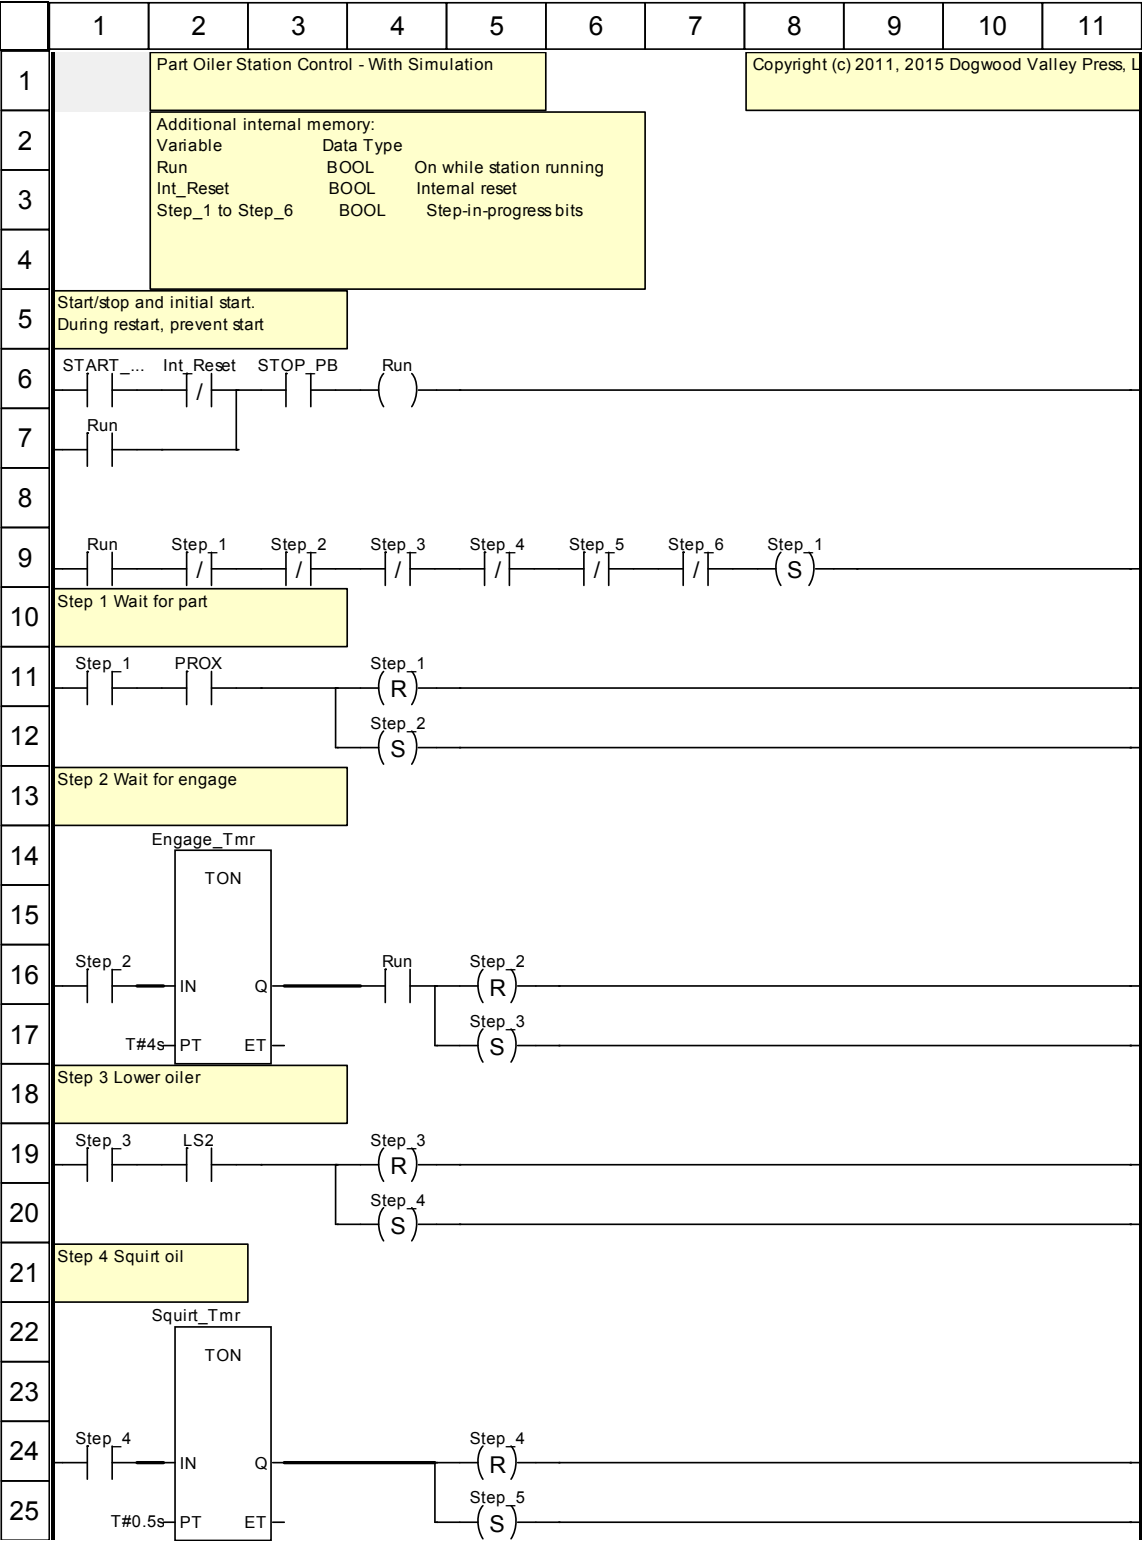 1 2 3 4 5 6 7 8 9 10 11
1
Part Oiler Station Control - With Simulation
Copyright (c) 2011, 2015 Dogwood Valley Press, L
2
Additional internal memory:
Variable Data Type
Run BOOL On while station running
3
Int_Reset BOOL Internal reset
Step_1 to Step_6 BOOL Step-in-progress bits
4
5
Start/stop and initial start.
During restart, prevent start
START_... Int_Reset STOP_PB Run
6
/
Run
7
8
Run Step_1 Step_2 Step_3 Step_4 Step_5 Step_6 Step_1
9
/ / / / / / S
10
Step 1 Wait for part
Step_1 PROX Step_1
11
R
Step_2
12
S
13
Step 2 Wait for engage
Engage_Tmr
14
TON
15
Step_2 Run Step_2
16
IN Q R
Step_3
17
T#4s PT ET S
18
Step 3 Lower oiler
Step_3 LS2 Step_3
19
R
Step_4
20
S
21
Step 4 Squirt oil
Squirt_Tmr
22
TON
23
Step_4 Step_4
24
IN Q R
Step_5
25
T#0.5s PT ET S